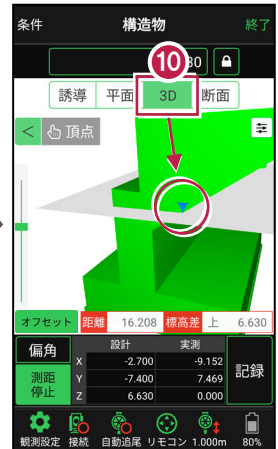 条件 構造物 終了
⑩ 30
誘導 平面 3D 断面
< 頂点
オフセット 距離 16.208 標高差 上 6.630
偏角 設計 実測
X -2.700 -9.152
測距停止 Y -7.400 7.469 記録
Z 6.630 0.000
観測設定 接続 自動追尾 リモコン 1.000m 80%